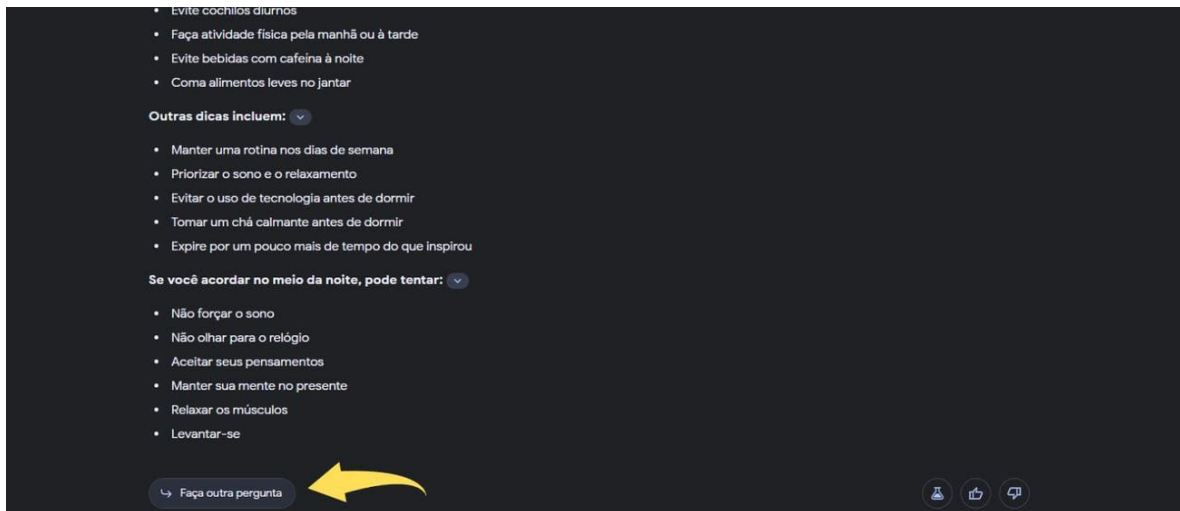 Evite cochilos diurnos
Faça atividade física pela manhã ou à tarde
Evite bebidas com cafeína à noite
Coma alimentos leves no jantar
Outras dicas incluem:
Manter uma rotina nos dias de semana
Priorizar o sono e o relaxamento
Evitar o uso de tecnologia antes de dormir
Tomar um chá calmante antes de dormir
Expire por um pouco mais de tempo do que inspirou
Se você acordar no meio da noite, pode tentar:
Não forçar o sono
Não olhar para o relógio
Aceitar seus pensamentos
Manter sua mente no presente
Relaxar os músculos
Levantar-se
Faça outra pergunta